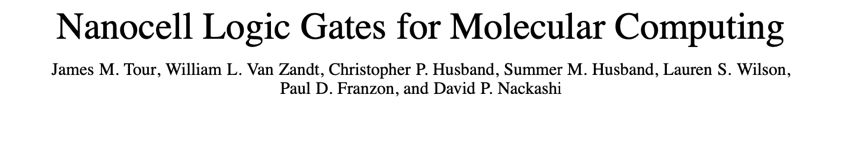 Nanocell Logic Gates for Molecular Computing
James M. Tour, William L. Van Zandt, Christopher P. Husband, Summer M. Husband, Lauren S. Wilson,
Paul D. Franzon, and David P. Nackashi